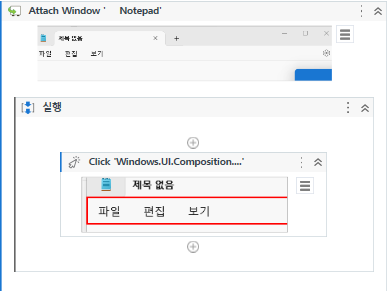 Attach Window ' Notepad'
제목 없음
파일 편집 보기
실행
Click 'Windows.UI.Composition....'
제목 없음
파일 편집 보기